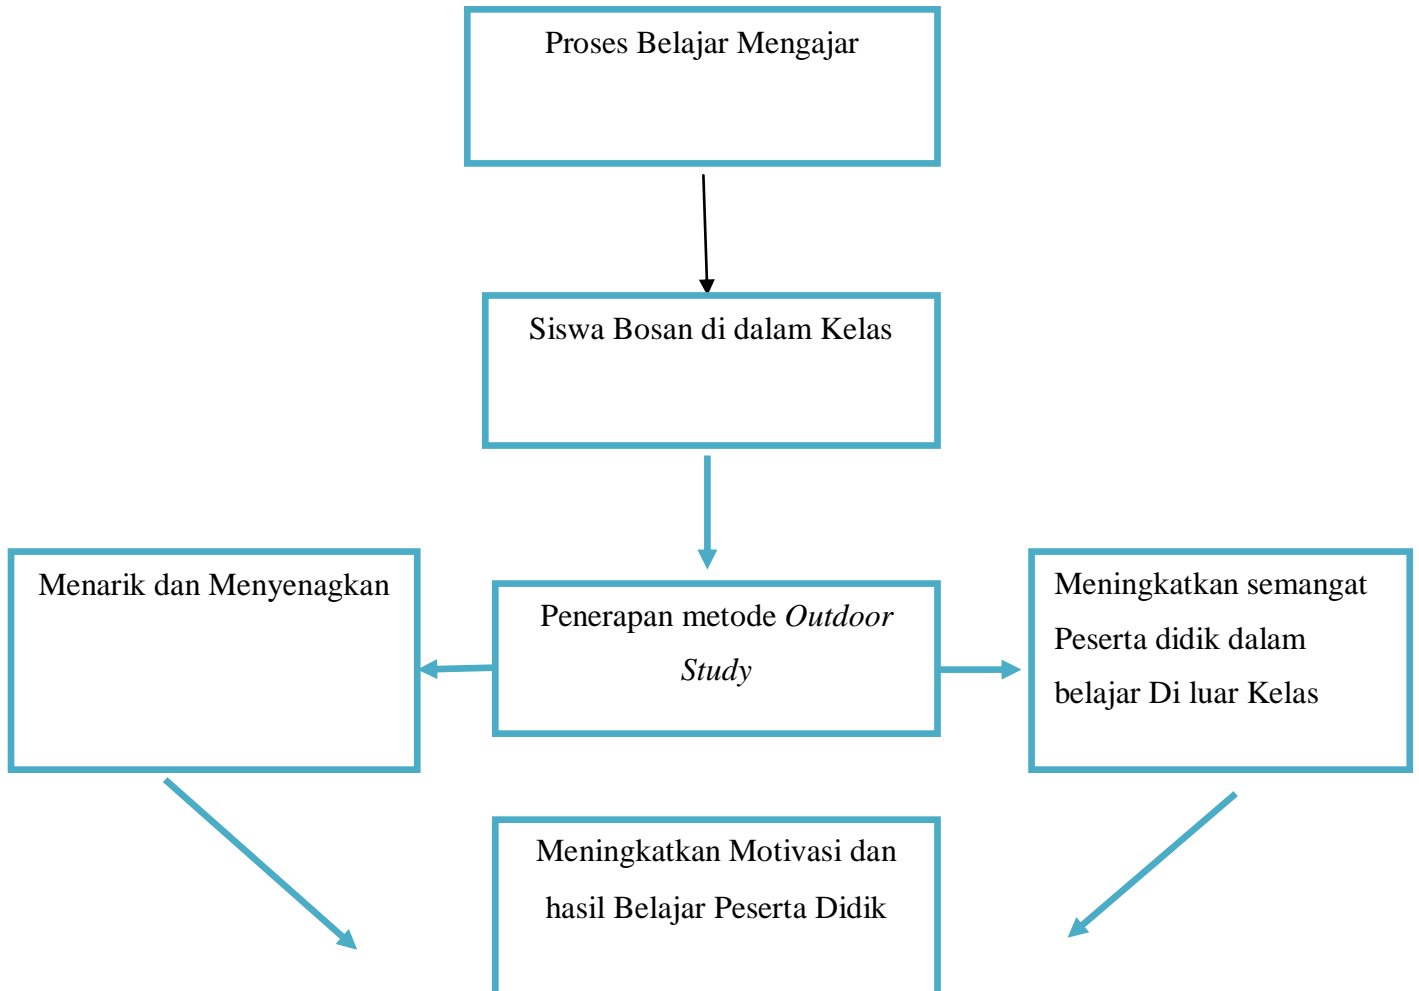 Proses Belajar Mengajar
Siswa Bosan di dalam Kelas
Menarik dan Menyenagkan
Penerapan metode Outdoor
Study
Meningkatkan semangat
Peserta didik dalam
belajar Di luar Kelas
Meningkatkan Motivasi dan
hasil Belajar Peserta Didik